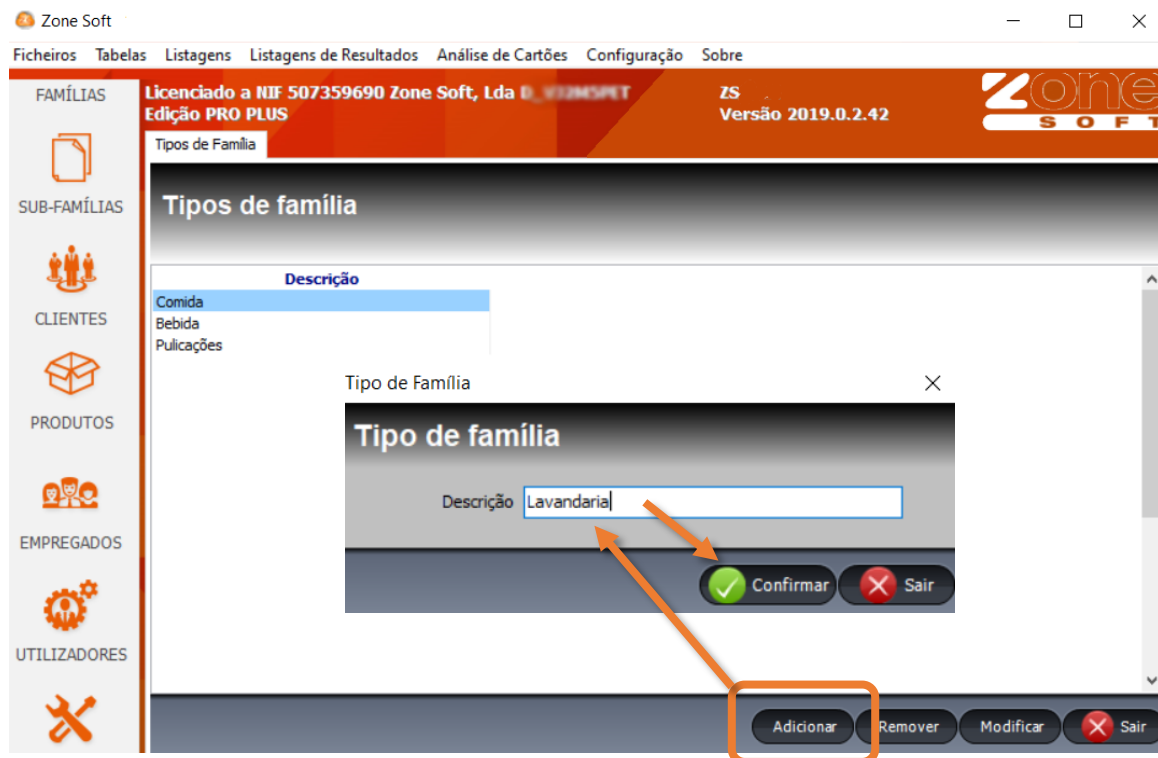 Zone Soft
Ficheiros Tabelas Listagens Listagens de Resultados Análise de Cartões Configuração Sobre
FAMÍLIAS
SUB-FAMÍLIAS
CLIENTES
PRODUTOS
EMPREGADOS
UTILIZADORES
Licenciado a NIF 507359690 Zone Soft, Lda
Edição PRO PLUS
ZS
Versão 2019.0.2.42
zone
SOFT
Tipos de Família
Tipos de família
Descrição
Comida
Bebida
Pulicações
Tipo de Família
Tipo de família
Descrição Lavandaria
Confirmar Sair
Adicionar Remover Modificar Sair